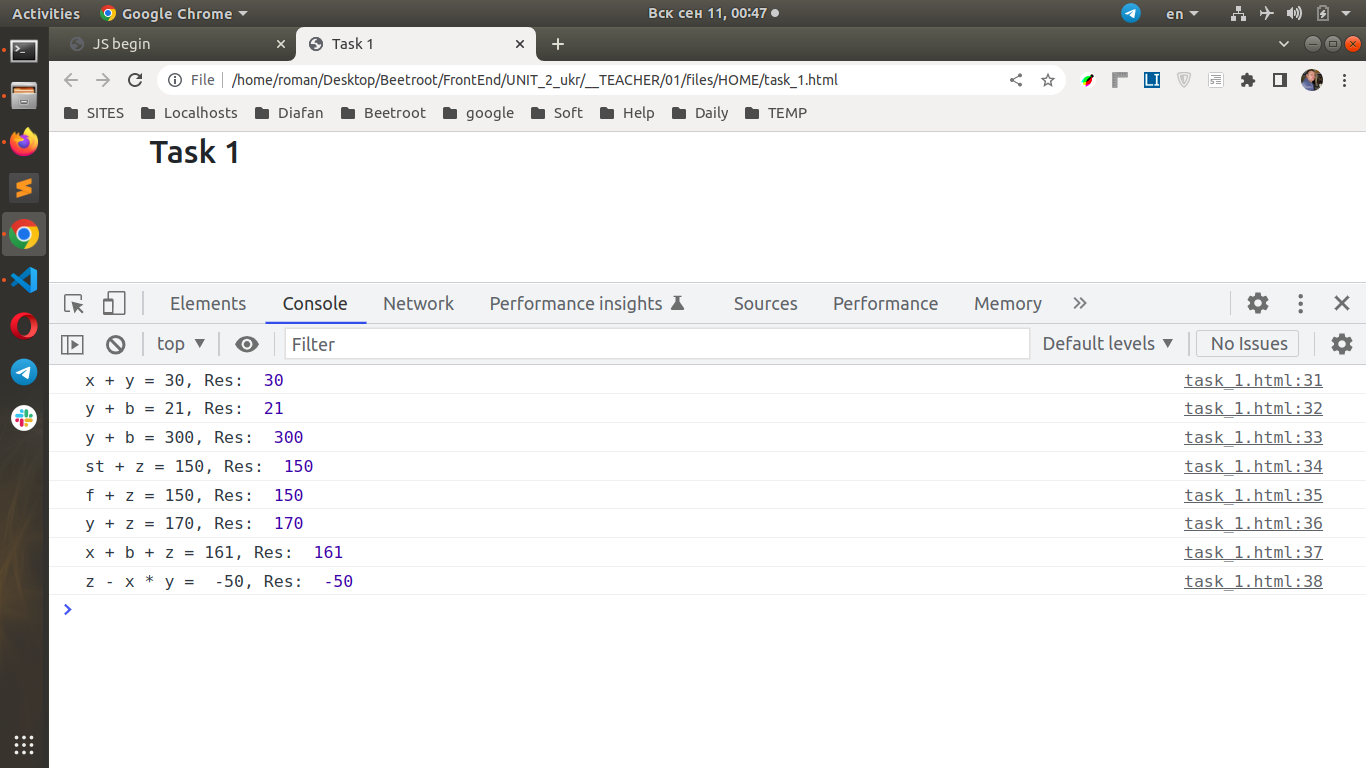 Activities Google Chrome Вск сен 11, 00:47 en
JS begin Task 1
File /home/roman/Desktop/Beetroot/FrontEnd/UNIT_2_ukr/__TEACHER/01/files/HOME/task_1.html LI
SITES Localhosts Diafan Beetroot google Soft Help Daily TEMP
Task 1
Elements Console Network Performance insights Sources Performance Memory
top Filter Default levels No Issues
x + y = 30, Res:  30 task_1.html:31
y + b = 21, Res:  21 task_1.html:32
y + b = 300, Res:  300 task_1.html:33
st + z = 150, Res:  150 task_1.html:34
f + z = 150, Res:  150 task_1.html:35
y + z = 170, Res:  170 task_1.html:36
x + b + z = 161, Res:  161 task_1.html:37
z - x * y =  -50, Res:  -50 task_1.html:38